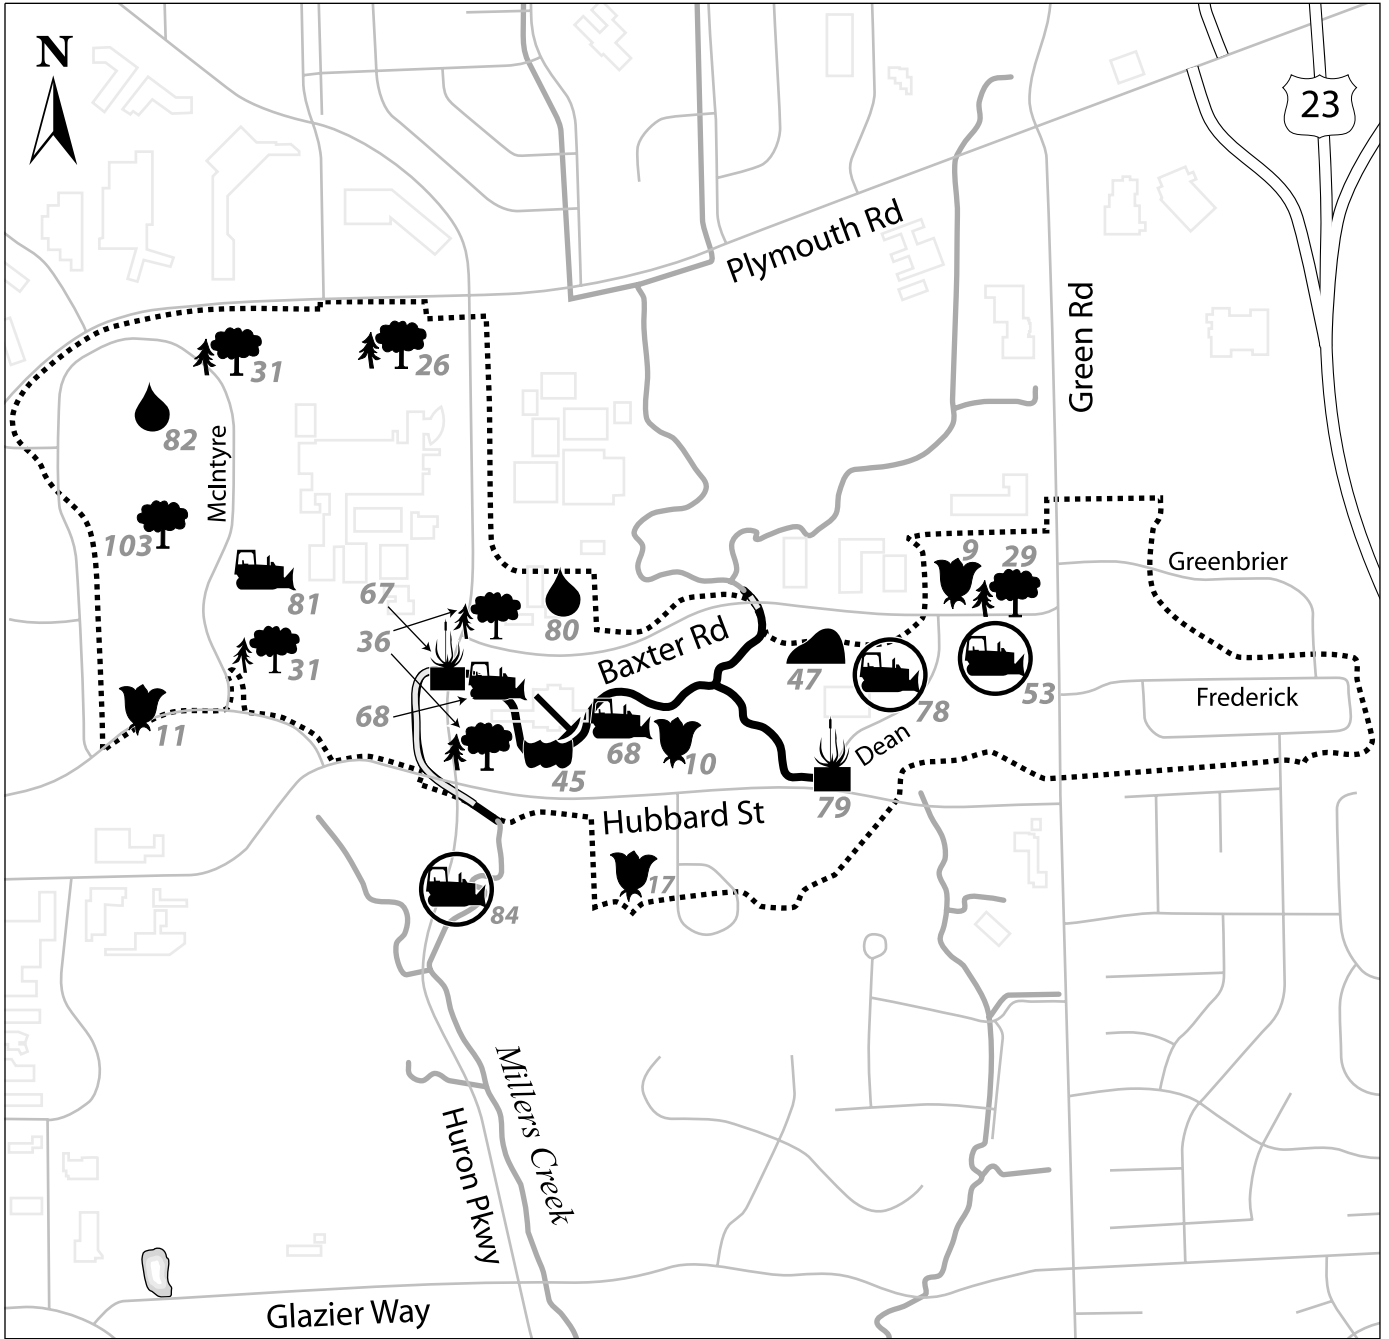 N
23
Plymouth Rd
Green Rd
31
26
82
McIntyre
103
9
29
Greenbrier
81
67
36
80
Baxter Rd
31
47
53
Frederick
68
78
11
68
10
Dean
45
79
Hubbard St
17
84
Millers Creek
Huron Pkwy
Glazier Way